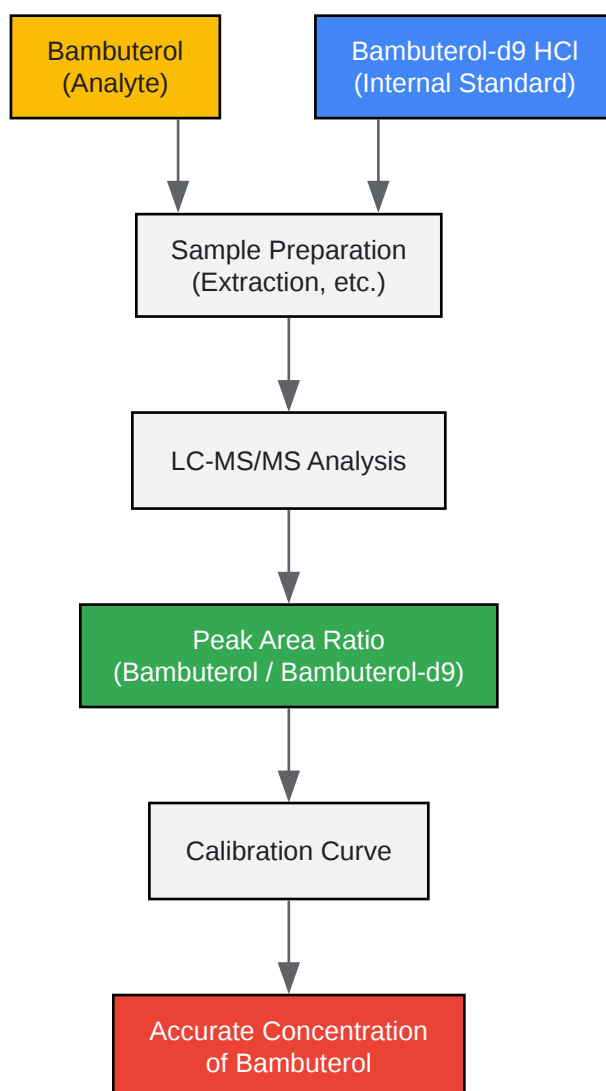 Bambuterol
(Analyte)
Bambuterol-d9 HCl
(Internal Standard)
Sample Preparation
(Extraction, etc.)
LC-MS/MS Analysis
Peak Area Ratio
(Bambuterol / Bambuterol-d9)
Calibration Curve
Accurate Concentration
of Bambuterol